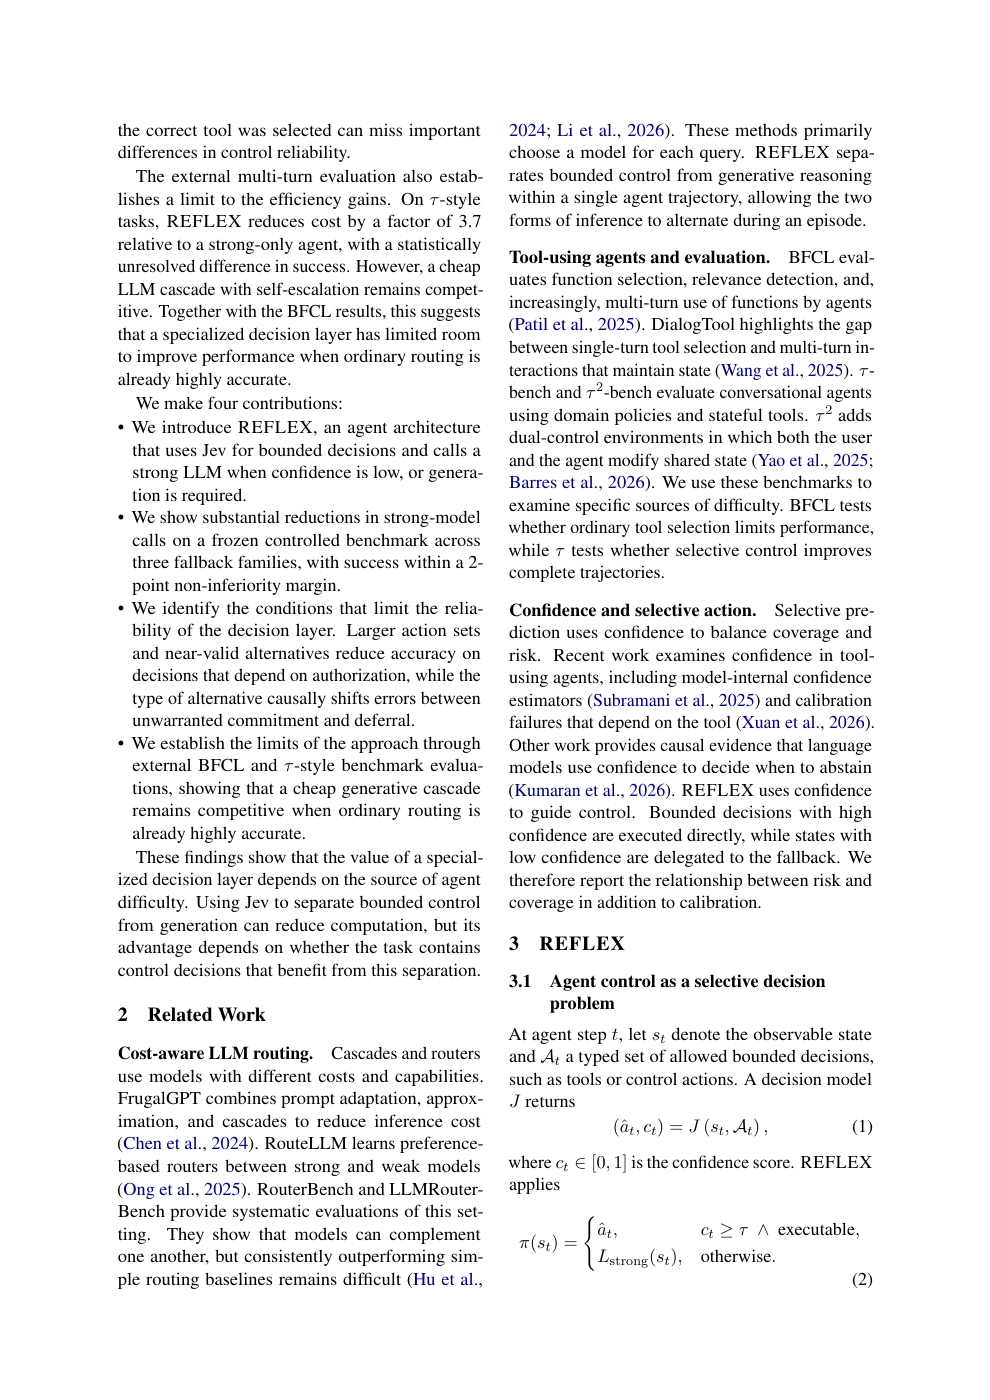 the correct tool was selected can miss important
differences in control reliability.
The external multi-turn evaluation also estab-
lishes a limit to the efficiency gains. On τ-style
tasks, REFLEX reduces cost by a factor of 3.7
relative to a strong-only agent, with a statistically
unresolved difference in success. However, a cheap
LLM cascade with self-escalation remains compet-
itive. Together with the BFCL results, this suggests
that a specialized decision layer has limited room
to improve performance when ordinary routing is
already highly accurate.
We make four contributions:
• We introduce REFLEX, an agent architecture
that uses Jev for bounded decisions and calls a
strong LLM when confidence is low, or genera-
tion is required.
• We show substantial reductions in strong-model
calls on a frozen controlled benchmark across
three fallback families, with success within a 2-
point non-inferiority margin.
• We identify the conditions that limit the relia-
bility of the decision layer. Larger action sets
and near-valid alternatives reduce accuracy on
decisions that depend on authorization, while the
type of alternative causally shifts errors between
unwarranted commitment and deferral.
• We establish the limits of the approach through
external BFCL and τ-style benchmark evalua-
tions, showing that a cheap generative cascade
remains competitive when ordinary routing is
already highly accurate.
These findings show that the value of a special-
ized decision layer depends on the source of agent
difficulty. Using Jev to separate bounded control
from generation can reduce computation, but its
advantage depends on whether the task contains
control decisions that benefit from this separation.
2 Related Work
Cost-aware LLM routing. Cascades and routers
use models with different costs and capabilities.
FrugalGPT combines prompt adaptation, approx-
imation, and cascades to reduce inference cost
(Chen et al., 2024). RouteLLM learns preference-
based routers between strong and weak models
(Ong et al., 2025). RouterBench and LLMRouter-
Bench provide systematic evaluations of this set-
ting. They show that models can complement
one another, but consistently outperforming sim-
ple routing baselines remains difficult (Hu et al.,
2024; Li et al., 2026). These methods primarily
choose a model for each query. REFLEX sepa-
rates bounded control from generative reasoning
within a single agent trajectory, allowing the two
forms of inference to alternate during an episode.
Tool-using agents and evaluation. BFCL eval-
uates function selection, relevance detection, and,
increasingly, multi-turn use of functions by agents
(Patil et al., 2025). DialogTool highlights the gap
between single-turn tool selection and multi-turn in-
teractions that maintain state (Wang et al., 2025). τ-
bench and τ²-bench evaluate conversational agents
using domain policies and stateful tools. τ² adds
dual-control environments in which both the user
and the agent modify shared state (Yao et al., 2025;
Barres et al., 2026). We use these benchmarks to
examine specific sources of difficulty. BFCL tests
whether ordinary tool selection limits performance,
while τ tests whether selective control improves
complete trajectories.
Confidence and selective action. Selective pre-
diction uses confidence to balance coverage and
risk. Recent work examines confidence in tool-
using agents, including model-internal confidence
estimators (Subramani et al., 2025) and calibration
failures that depend on the tool (Xuan et al., 2026).
Other work provides causal evidence that language
models use confidence to decide when to abstain
(Kumaran et al., 2026). REFLEX uses confidence
to guide control. Bounded decisions with high
confidence are executed directly, while states with
low confidence are delegated to the fallback. We
therefore report the relationship between risk and
coverage in addition to calibration.
3 REFLEX
3.1 Agent control as a selective decision
problem
At agent step t, let sₜ denote the observable state
and 𝒜ₜ a typed set of allowed bounded decisions,
such as tools or control actions. A decision model
J returns
(âₜ, cₜ) = J (sₜ, 𝒜ₜ) , (1)
where cₜ ∈ [0, 1] is the confidence score. REFLEX
applies
π(sₜ) = { âₜ, cₜ ≥ τ ∧ executable,
L_strong(sₜ), otherwise.
(2)